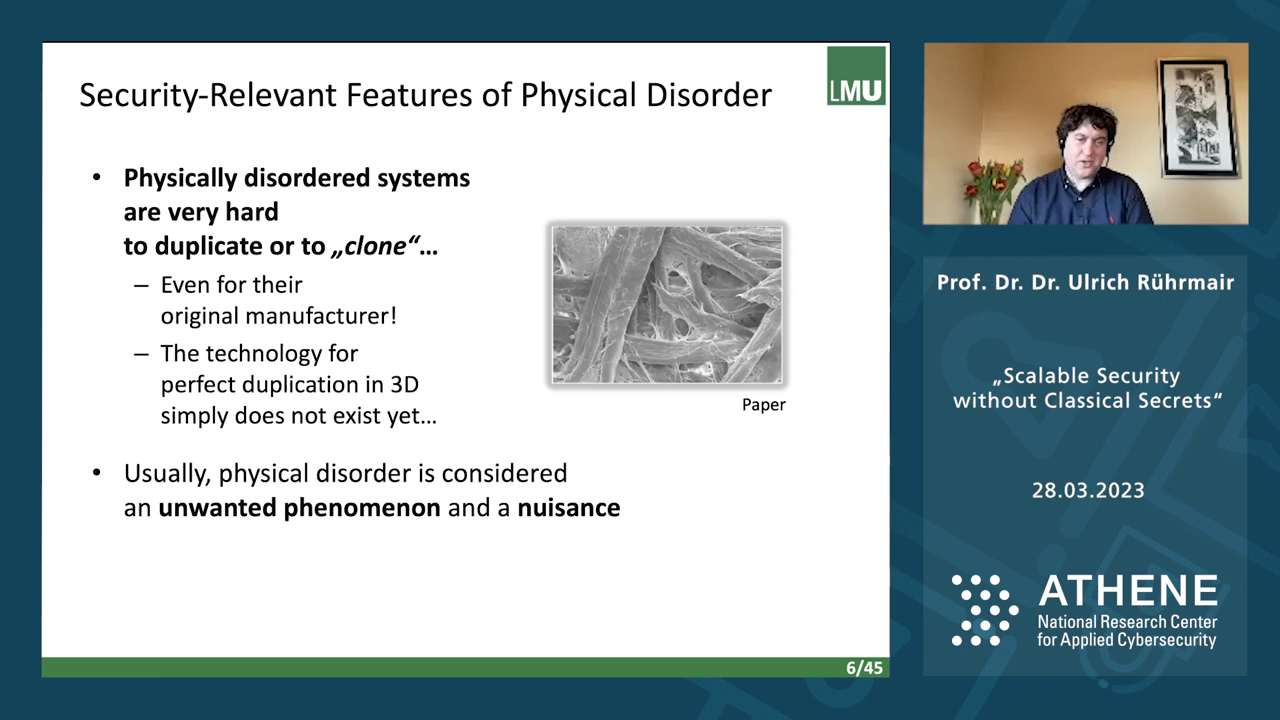 Security-Relevant Features of Physical Disorder
LMU
• Physically disordered systems
are very hard
to duplicate or to „clone“…
– Even for their
original manufacturer!
– The technology for
perfect duplication in 3D
simply does not exist yet…
Paper
• Usually, physical disorder is considered
an unwanted phenomenon and a nuisance
6/45
Prof. Dr. Dr. Ulrich Rührmair
„Scalable Security
without Classical Secrets“
28.03.2023
ATHENE
National Research Center
for Applied Cybersecurity